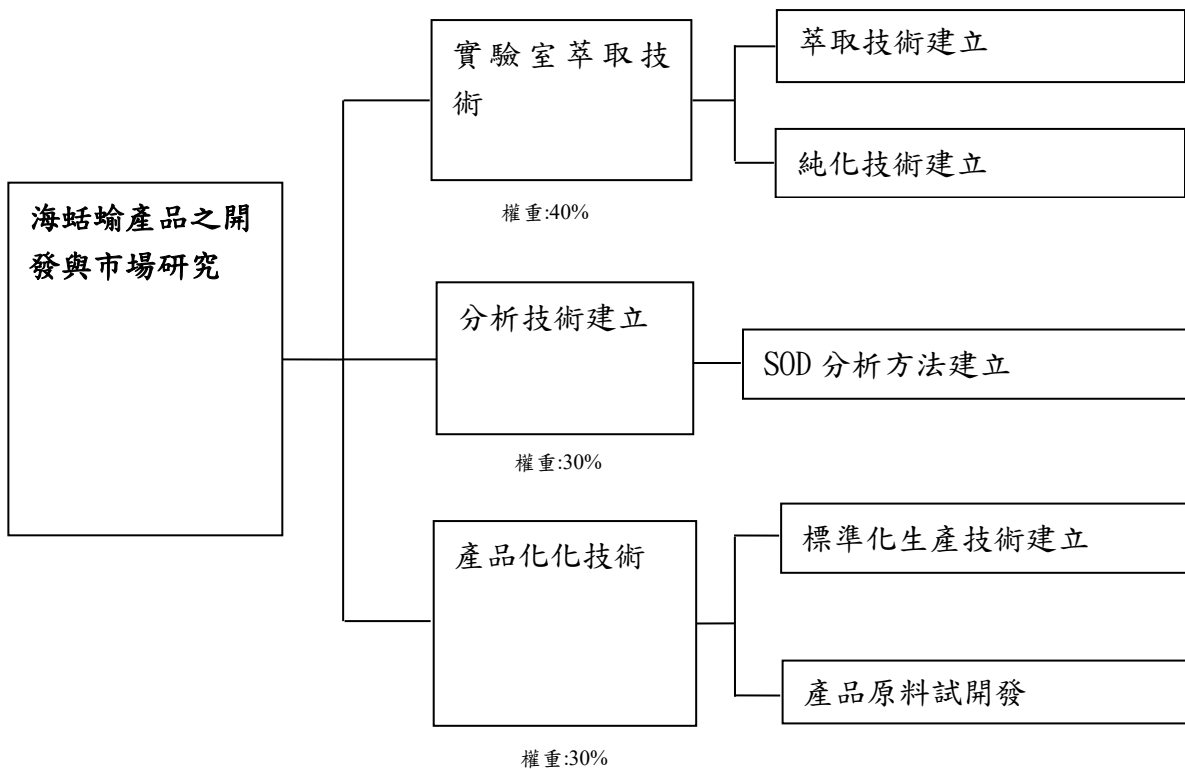 海蛞蝓產品之開
發與市場研究
實驗室萃取技
術
權重:40%
萃取技術建立
純化技術建立
分析技術建立
權重:30%
SOD 分析方法建立
產品化化技術
權重:30%
標準化生產技術建立
產品原料試開發